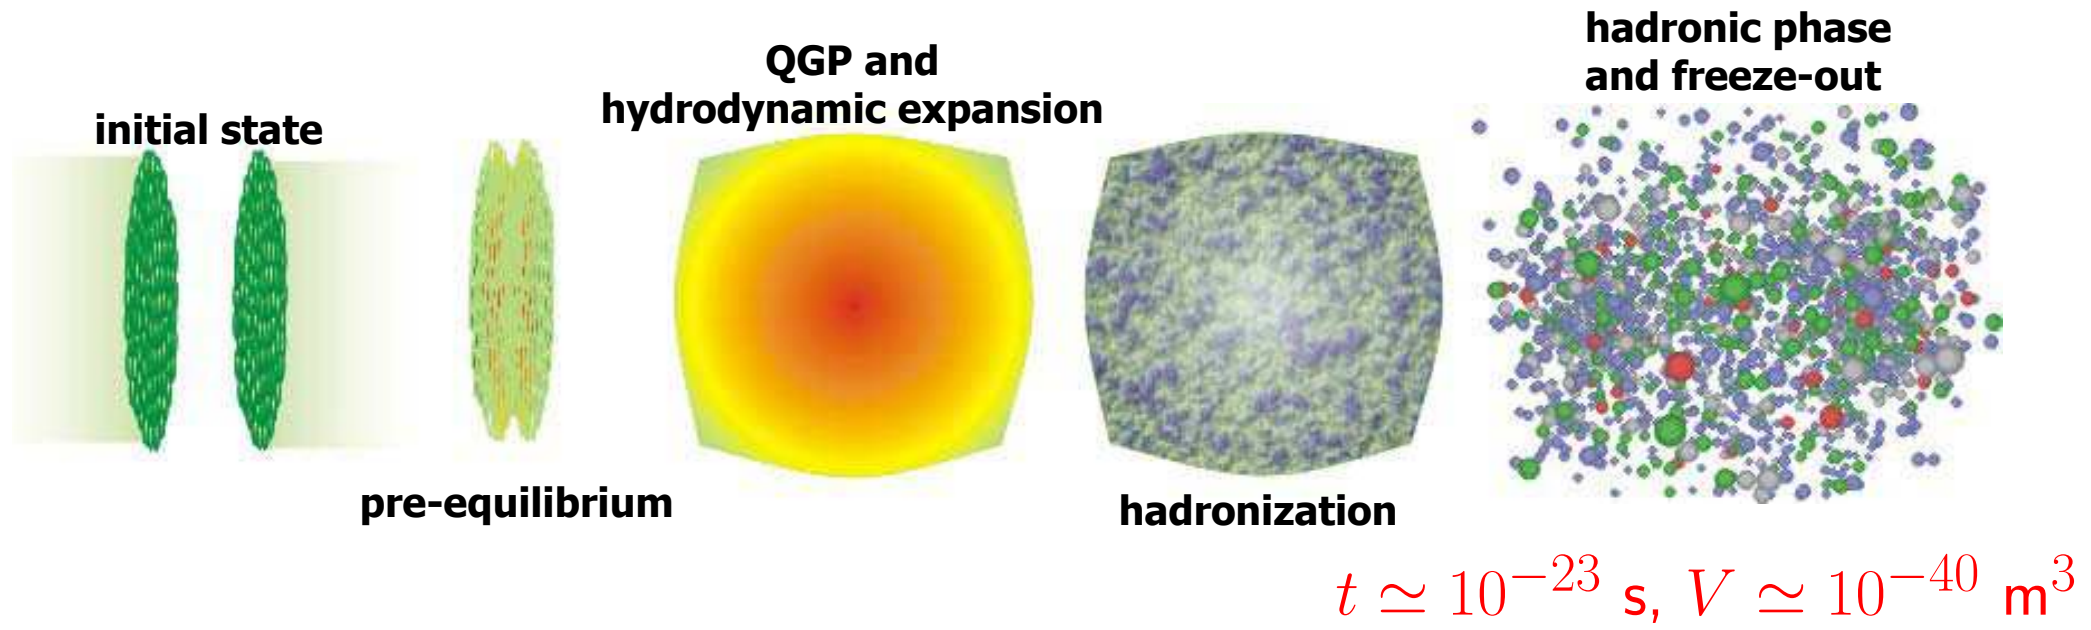 initial state
pre-equilibrium
QGP and
hydrodynamic expansion
hadronization
hadronic phase
and freeze-out
t ≃ 10⁻²³ s, V ≃ 10⁻⁴⁰ m³